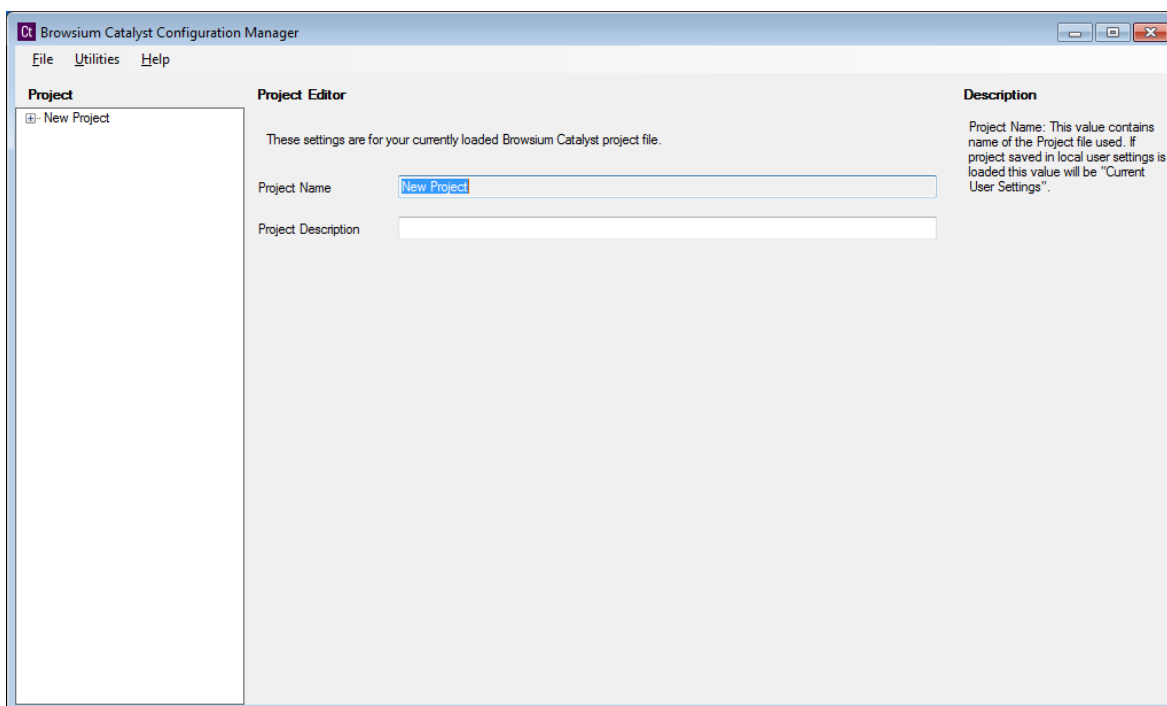 Ct Browsium Catalyst Configuration Manager
File Utilities Help
Project
New Project
Project Editor
These settings are for your currently loaded Browsium Catalyst project file.
Project Name
New Project
Project Description
Description
Project Name: This value contains
name of the Project file used. If
project saved in local user settings is
loaded this value will be "Current
User Settings".